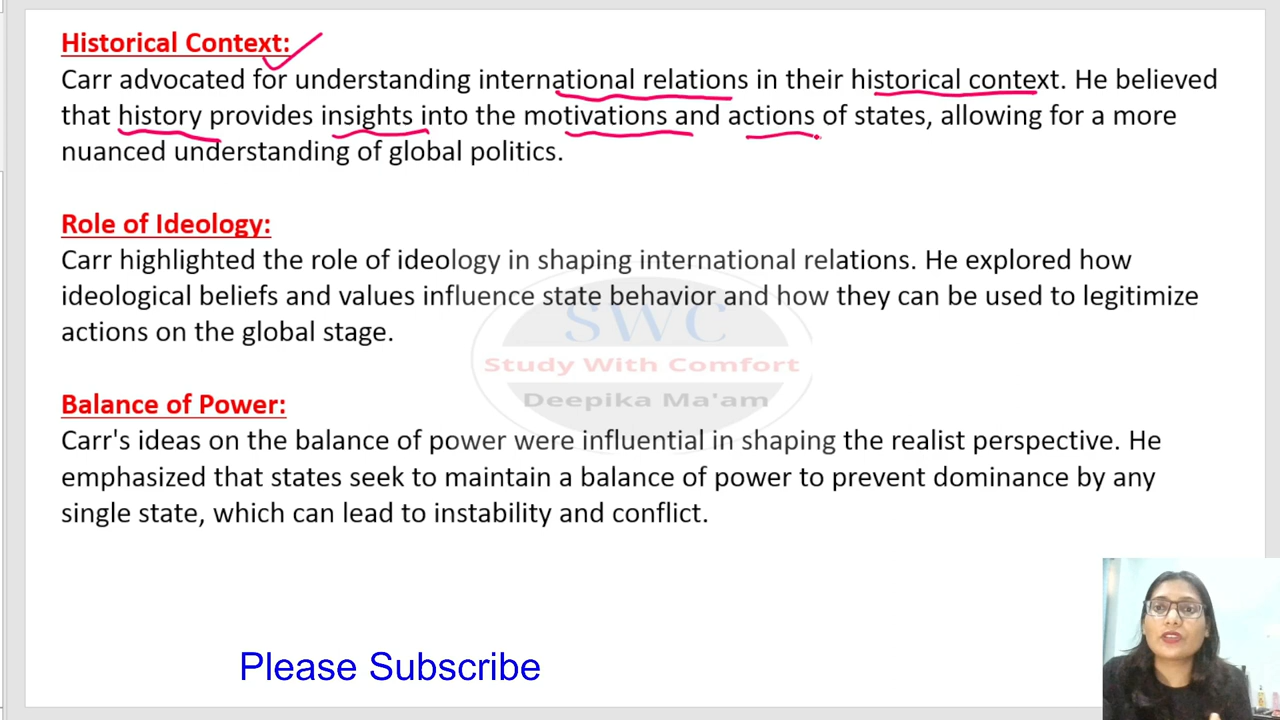 Historical Context:
Carr advocated for understanding international relations in their historical context. He believed
that history provides insights into the motivations and actions of states, allowing for a more
nuanced understanding of global politics.
Role of Ideology:
Carr highlighted the role of ideology in shaping international relations. He explored how
ideological beliefs and values influence state behavior and how they can be used to legitimize
actions on the global stage.
SWC
Study With Comfort
Deepika Ma'am
Balance of Power:
Carr's ideas on the balance of power were influential in shaping the realist perspective. He
emphasized that states seek to maintain a balance of power to prevent dominance by any
single state, which can lead to instability and conflict.
Please Subscribe